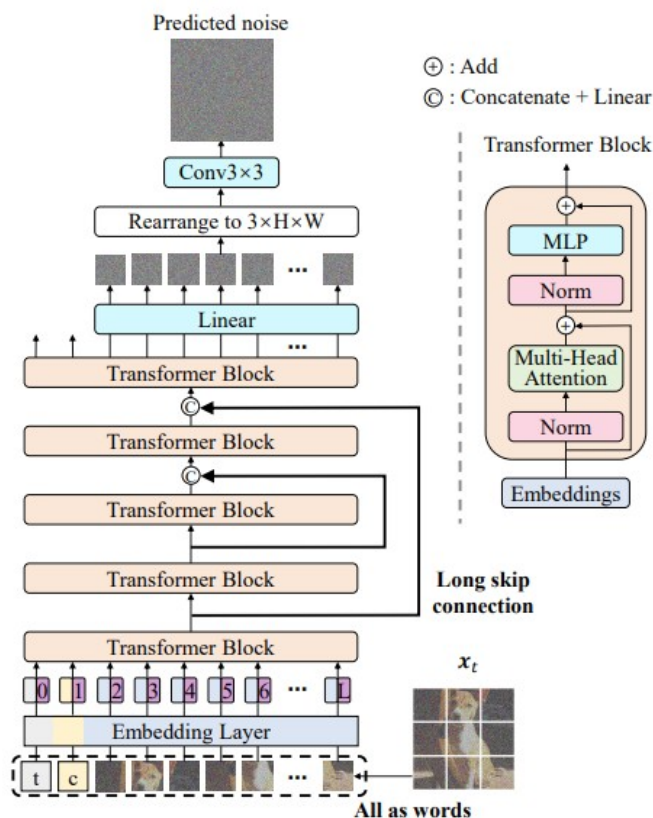 Predicted noise
Conv3×3
Rearrange to 3×H×W
...
Linear
...
Transformer Block
C
Transformer Block
C
Transformer Block
Transformer Block
Transformer Block
0 1 2 3 4 5 6 ... L
Embedding Layer
t c ...
All as words
Long skip
connection
x_t
+ : Add
C : Concatenate + Linear
Transformer Block
+
MLP
Norm
+
Multi-Head
Attention
Norm
Embeddings